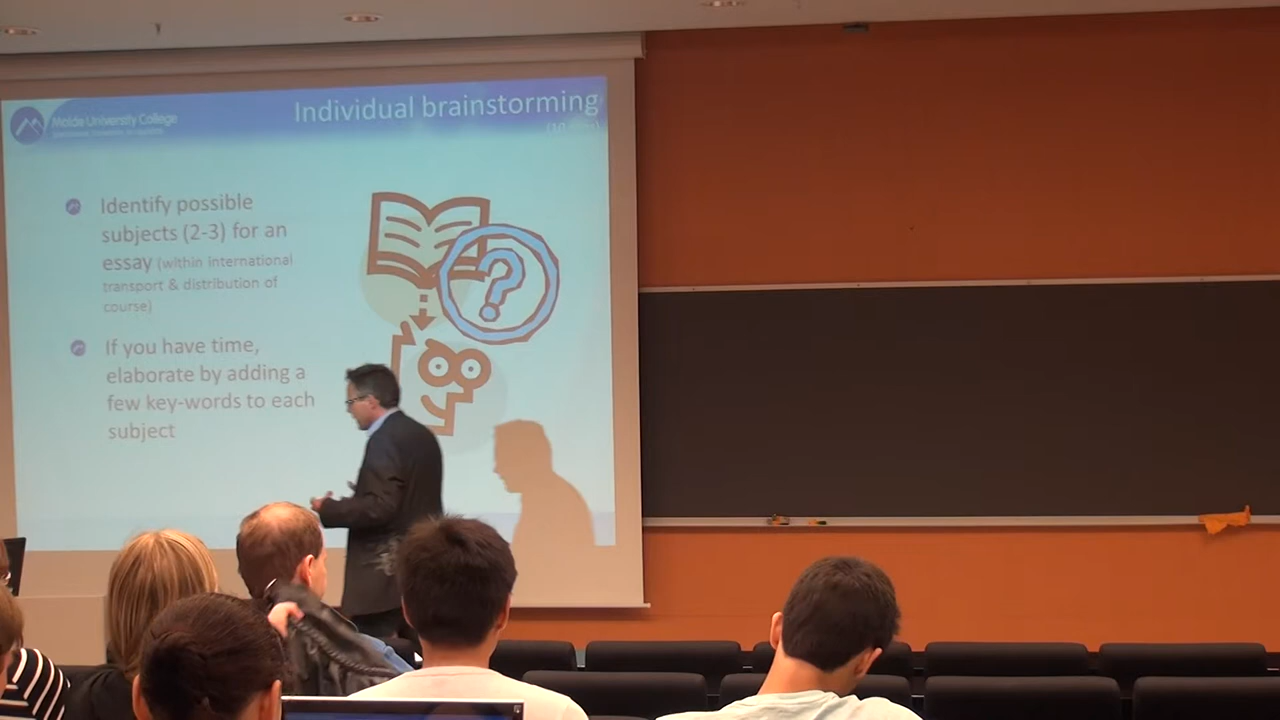 Individual brainstorming
Molde University College
Identify possible
subjects (2-3) for an
essay (within international
transport & distribution of
course)
If you have time,
elaborate by adding a
few key-words to each
subject